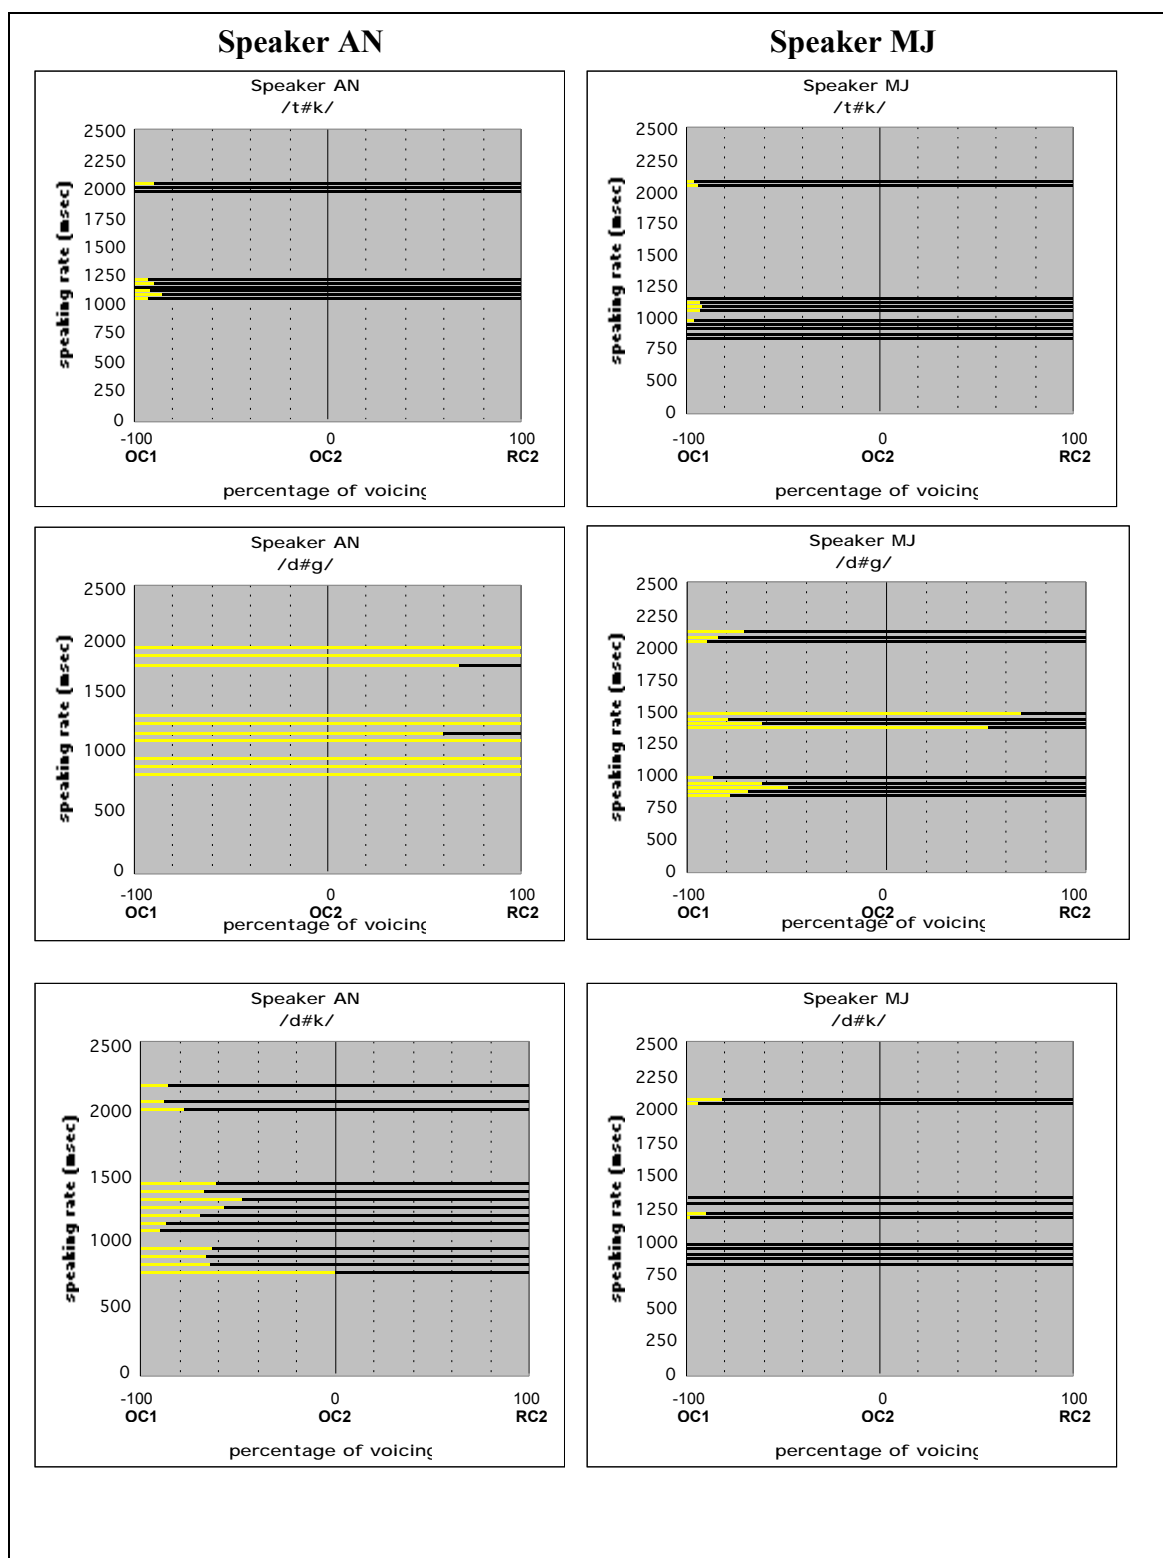 Speaker AN
Speaker MJ
Speaker AN
/t#k/
speaking rate (msec)
2500
2250
2000
1750
1500
1250
1000
750
500
250
0
-100 0 100
OC1 OC2 RC2
percentage of voicing
Speaker MJ
/t#k/
speaking rate (msec)
2500
2250
2000
1750
1500
1250
1000
750
500
250
0
-100 0 100
OC1 OC2 RC2
percentage of voicing
Speaker AN
/d#g/
speaking rate (msec)
2500
2000
1500
1000
500
0
-100 0 100
OC1 OC2 RC2
percentage of voicing
Speaker MJ
/d#g/
speaking rate (msec)
2500
2250
2000
1750
1500
1250
1000
750
500
250
0
-100 0 100
OC1 OC2 RC2
percentage of voicing
Speaker AN
/d#k/
speaking rate (msec)
2500
2000
1500
1000
500
0
-100 0 100
OC1 OC2 RC2
percentage of voicing
Speaker MJ
/d#k/
speaking rate (msec)
2500
2250
2000
1750
1500
1250
1000
750
500
250
0
-100 0 100
OC1 OC2 RC2
percentage of voicing